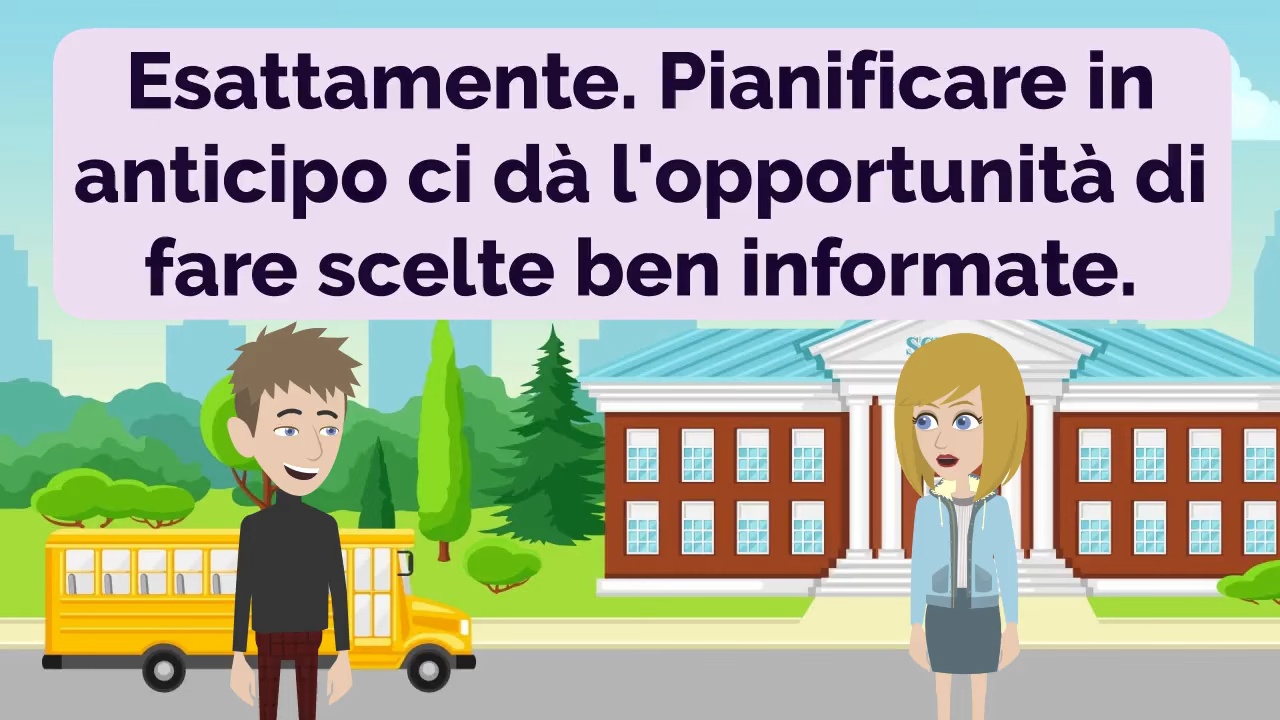 Esattamente. Pianificare in
anticipo ci dà l'opportunità di
fare scelte ben informate.